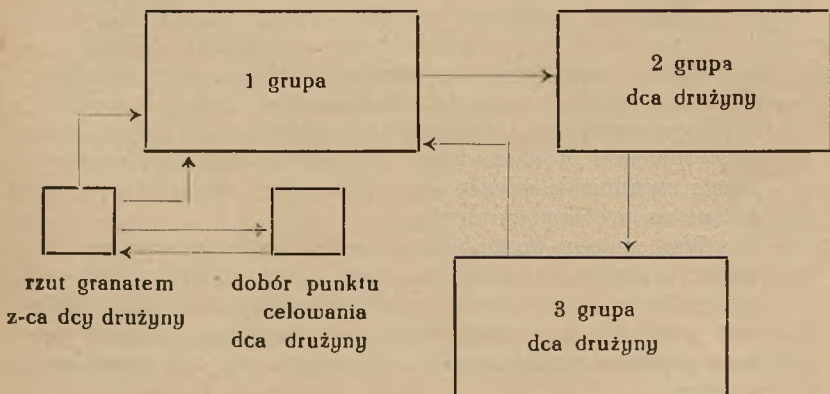 1 grupa
2 grupa
dca drużyny
rzut granatem
z-ca dcy drużyny
dobór punktu
celowania
dca drużyny
3 grupa
dca drużyny